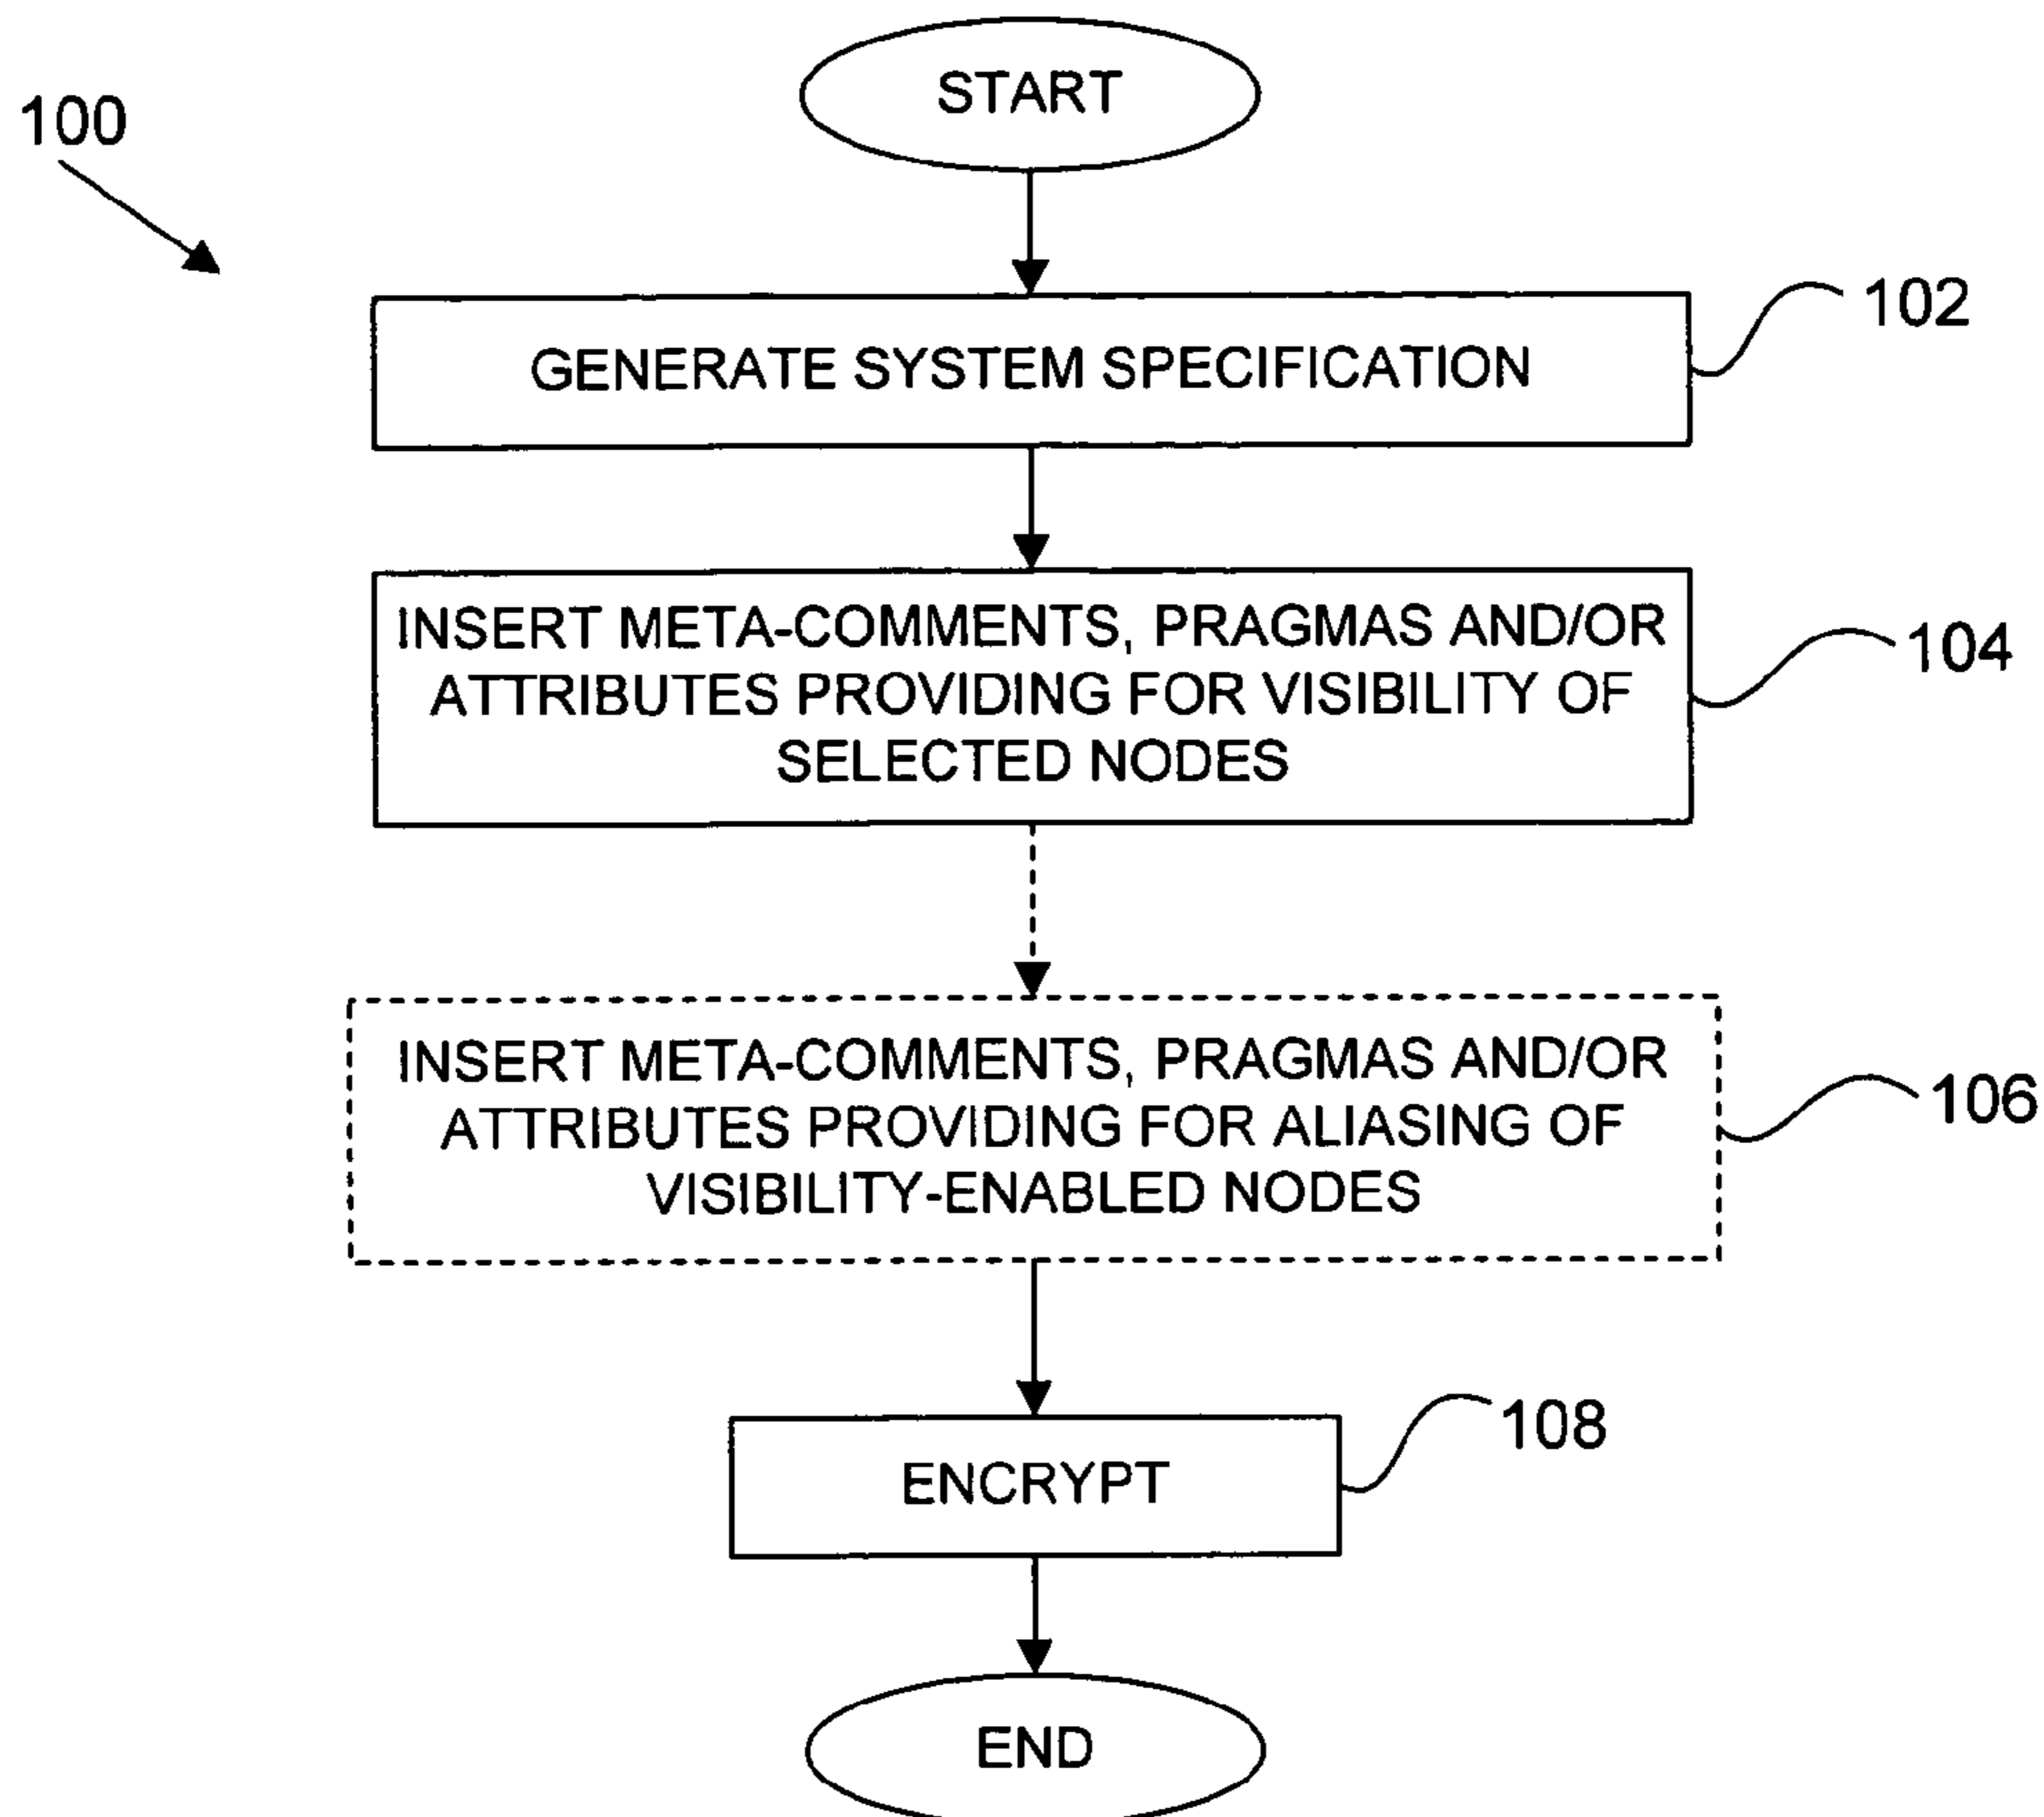 START
100
102
GENERATE SYSTEM SPECIFICATION
INSERT META-COMMENTS, PRAGMAS AND/OR
ATTRIBUTES PROVIDING FOR VISIBILITY OF
SELECTED NODES
104
INSERT META-COMMENTS, PRAGMAS AND/OR
ATTRIBUTES PROVIDING FOR ALIASING OF
VISIBILITY-ENABLED NODES
106
108
ENCRYPT
END